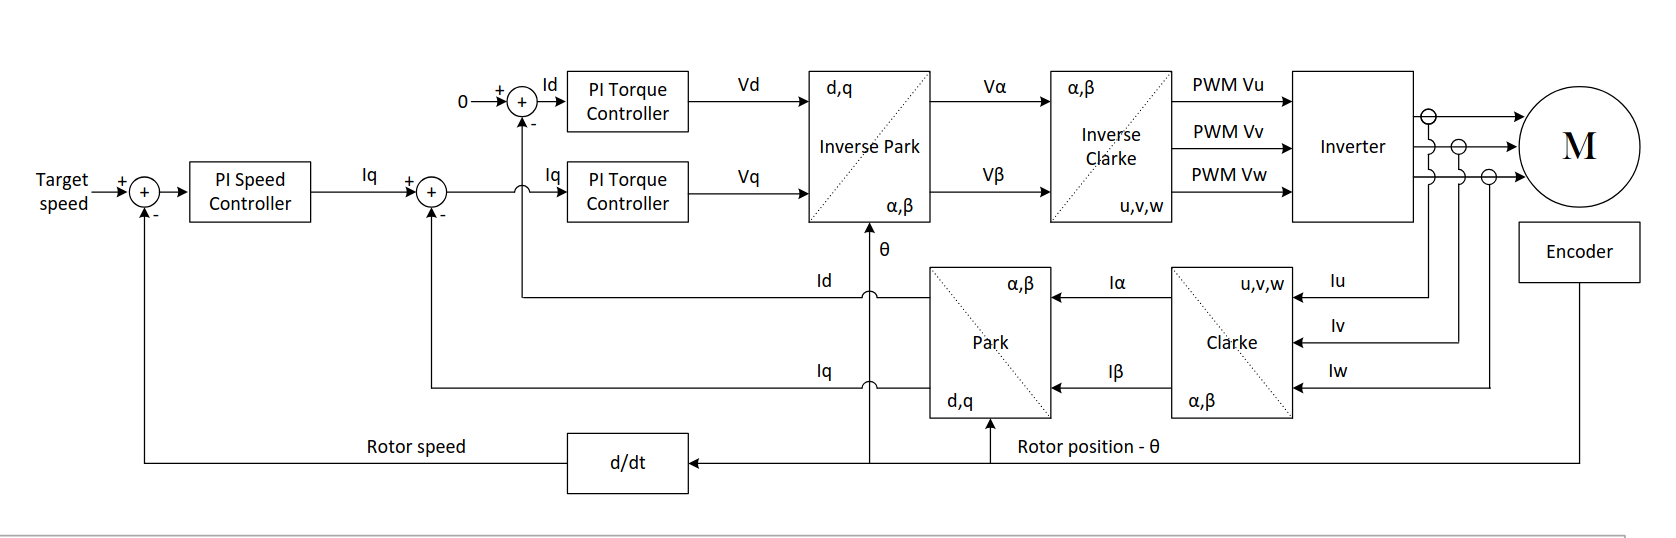 Id
PI Torque
Controller
Vd
d,q
Inverse Park
α,β
Vα
α,β
Inverse
Clarke
u,v,w
PWM Vu
PWM Vv
PWM Vw
Inverter
M
0
+
+
-
Target
speed
+
+
-
PI Speed
Controller
Iq
+
+
-
Iq
PI Torque
Controller
Vq
Vβ
θ
Encoder
Id
α,β
Park
d,q
Iα
u,v,w
Clarke
α,β
Iu
Iv
Iw
Iq
Iβ
Rotor speed
d/dt
Rotor position - θ